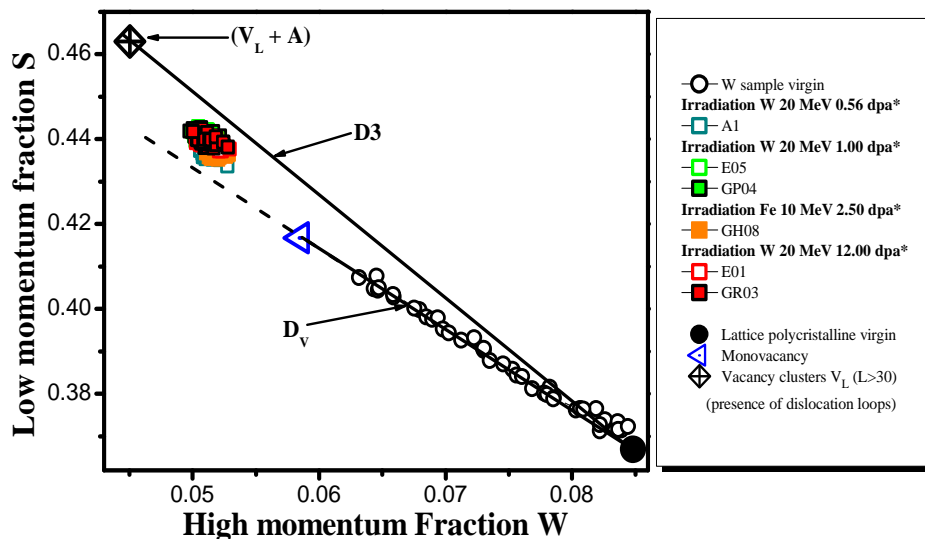 (V_L + A)
D3
D_V
Low momentum fraction S
0.46
0.44
0.42
0.40
0.38
0.05
0.06
0.07
0.08
High momentum Fraction W
W sample virgin
Irradiation W 20 MeV 0.56 dpa*
A1
Irradiation W 20 MeV 1.00 dpa*
E05
GP04
Irradiation Fe 10 MeV 2.50 dpa*
GH08
Irradiation W 20 MeV 12.00 dpa*
E01
GR03
Lattice polycristalline virgin
Monovacancy
Vacancy clusters V_L (L>30)
(presence of dislocation loops)